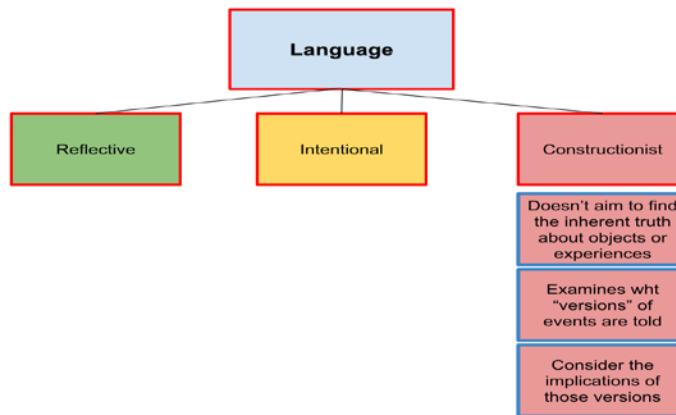 Language
Reflective
Intentional
Constructionist
Doesn't aim to find
the inherent truth
about objects or
experiences
Examines wht
“versions” of
events are told
Consider the
implications of
those versions